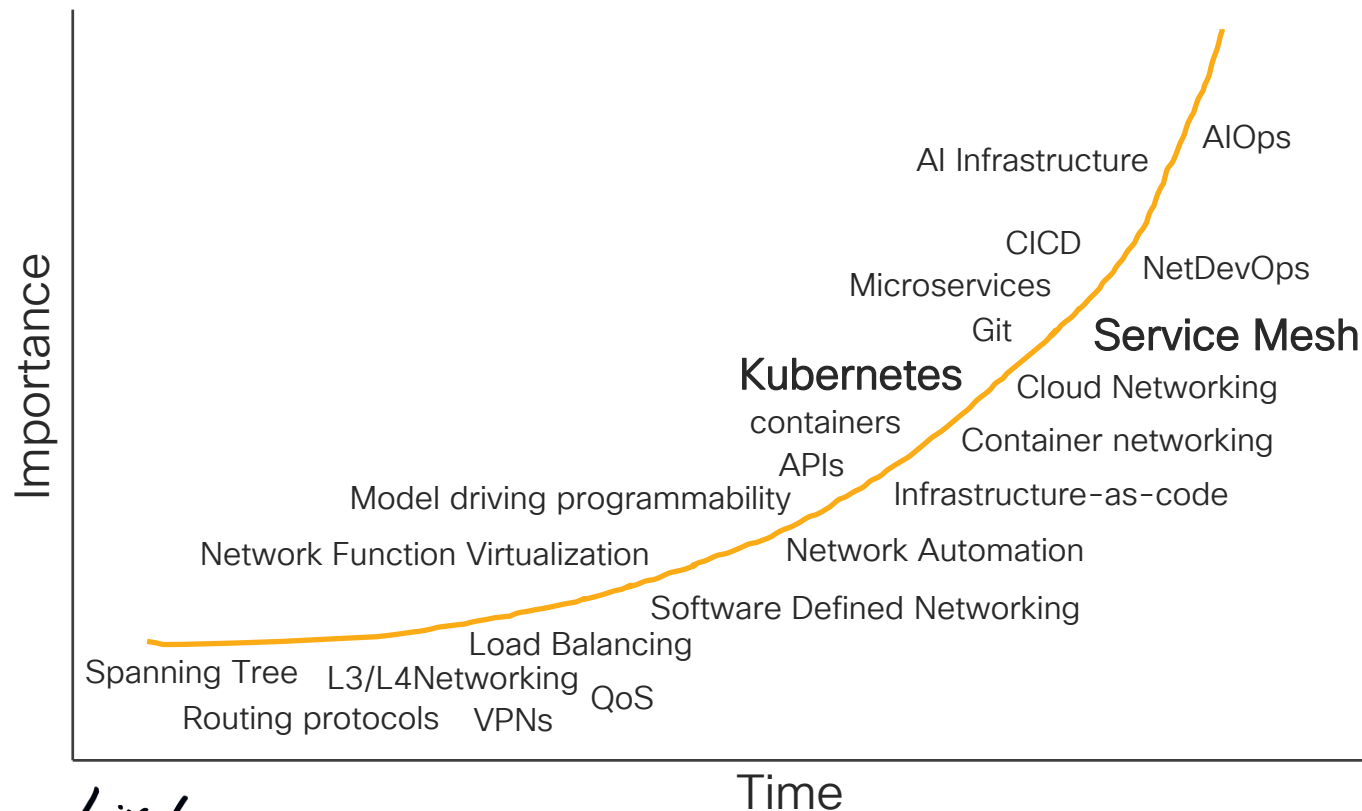 AIOps
AI Infrastructure
CICD
NetDevOps
Microservices
Git
Service Mesh
Kubernetes
Cloud Networking
containers
Container networking
APIs
Infrastructure-as-code
Model driving programmability
Network Automation
Network Function Virtualization
Software Defined Networking
Load Balancing
Spanning Tree
L3/L4Networking
QoS
Routing protocols
VPNs
Importance
Time